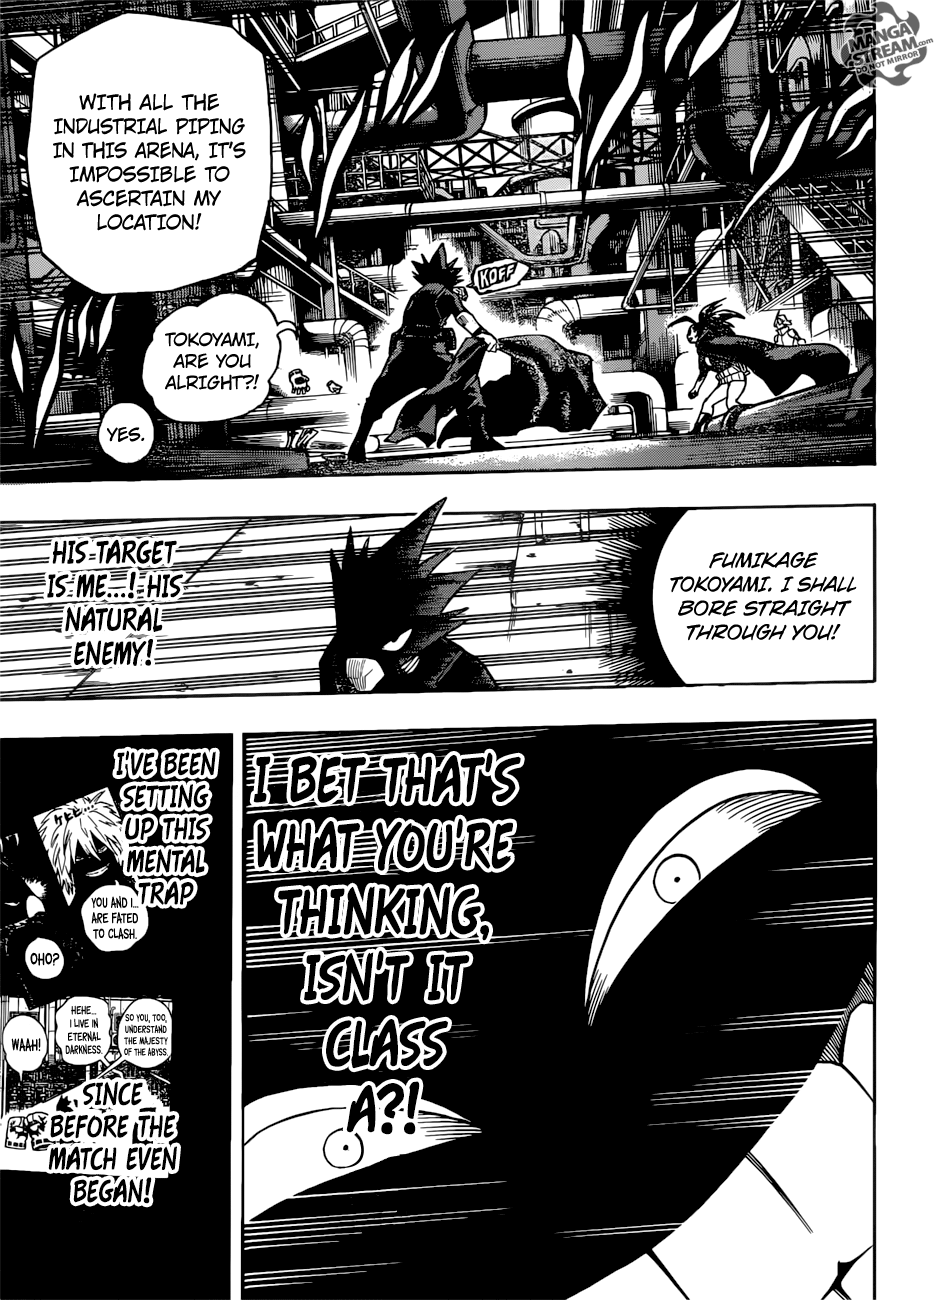 MANGA
STREAM.com
DO NOT MIRROR
WITH ALL THE
INDUSTRIAL PIPING
IN THIS ARENA, IT'S
IMPOSSIBLE TO
ASCERTAIN MY
LOCATION!
KOFF
TOKOYAMI,
ARE YOU
ALRIGHT?!
YES.
FUMIKAGE
TOKOYAMI. I SHALL
BORE STRAIGHT
THROUGH YOU!
HIS TARGET
IS ME...! HIS
NATURAL
ENEMY!
I BET THAT'S
WHAT YOU'RE
THINKING,
ISN'T IT
CLASS
A?!
I'VE BEEN
SETTING
UP THIS
MENTAL
TRAP
YOU AND I...
ARE FATED
TO CLASH.
OHO?
SO YOU, TOO,
UNDERSTAND
THE MAJESTY
OF THE ABYSS.
HEHE...
I LIVE IN
ETERNAL
DARKNESS.
WAAH!
SINCE
BEFORE THE
MATCH EVEN
BEGAN!